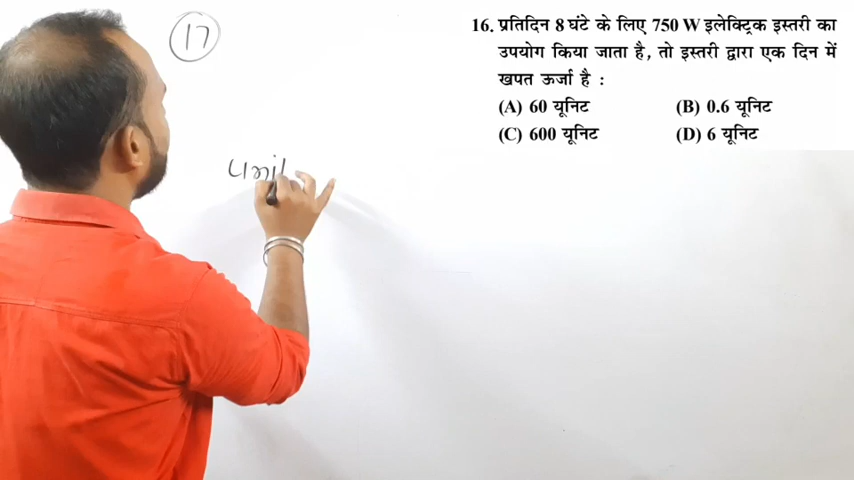 17
unit
16. प्रतिदिन 8 घंटे के लिए 750 W इलेक्ट्रिक इस्तरी का
उपयोग किया जाता है, तो इस्तरी द्वारा एक दिन में
खपत ऊर्जा है :
(A) 60 यूनिट (B) 0.6 यूनिट
(C) 600 यूनिट (D) 6 यूनिट